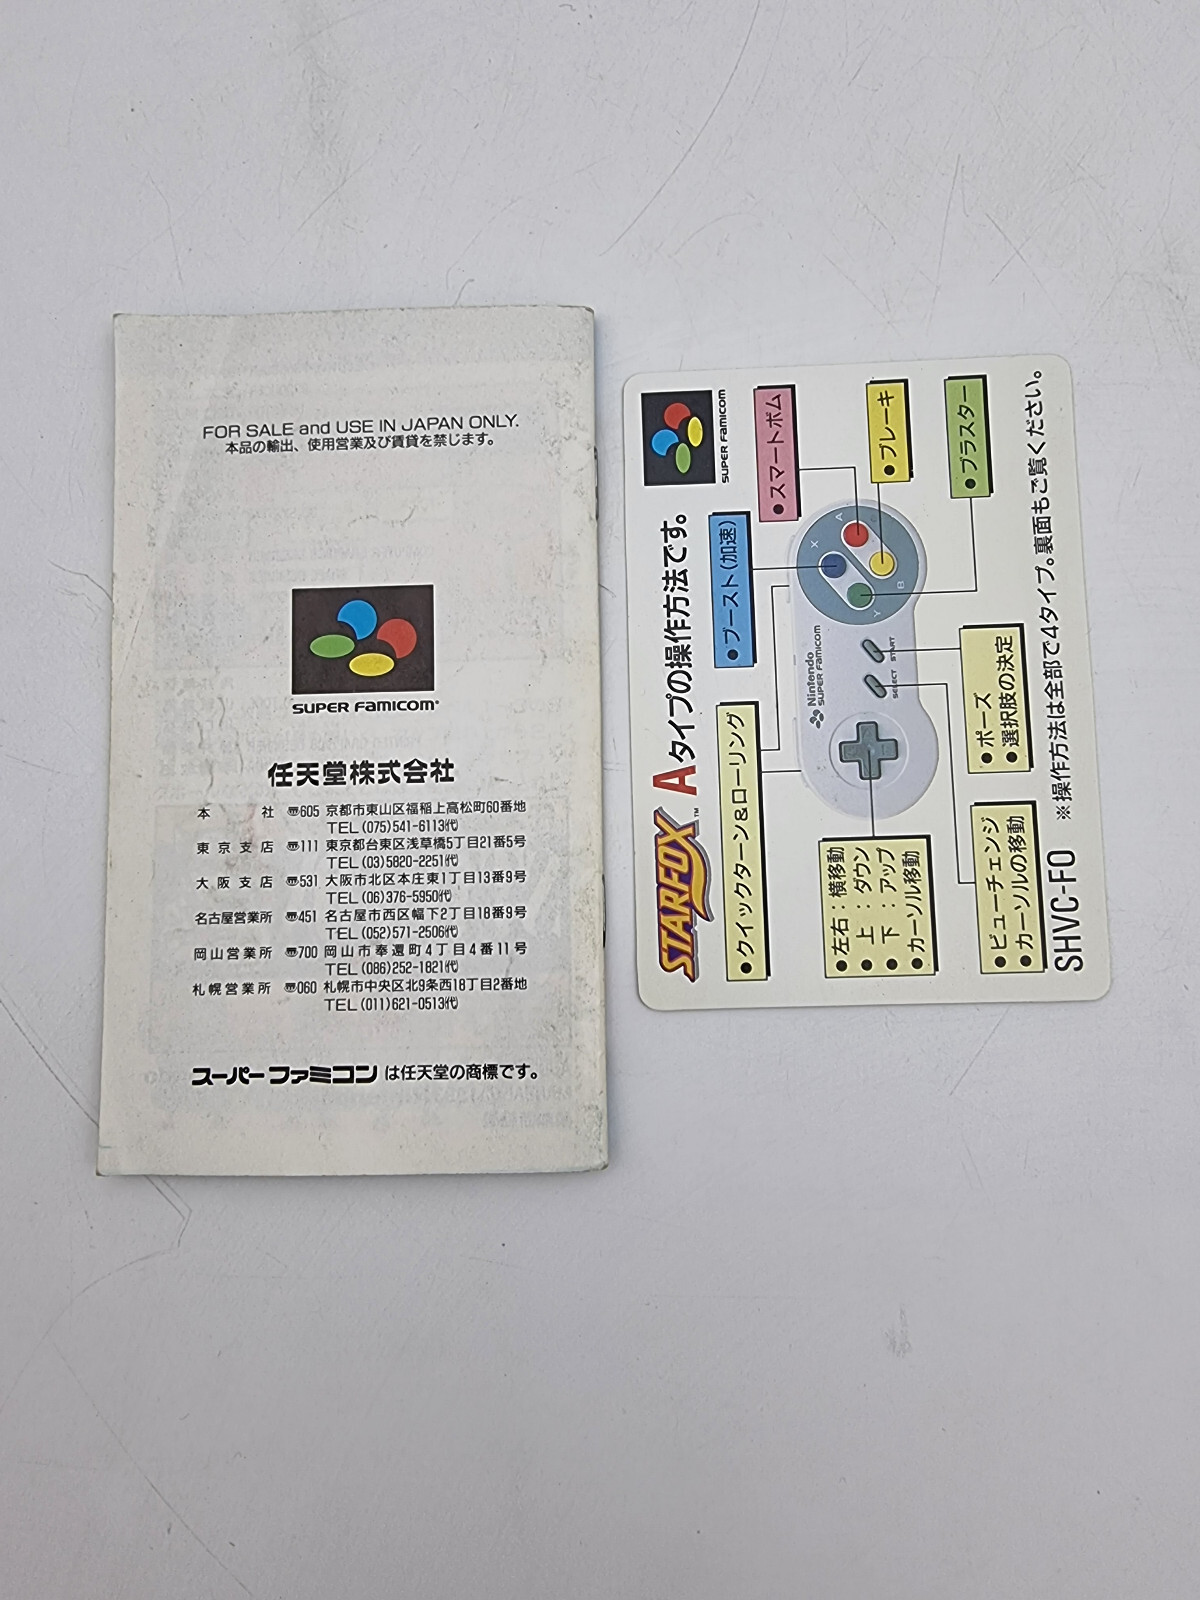 FOR SALE and USE IN JAPAN ONLY.
本品の輸出、使用営業及び賃貸を禁じます。
SUPER FAMICOM
任天堂株式会社
本 社 〠605 京都市東山区福稲上高松町60番地
TEL (075)541-6113代
東京支店 〠111 東京都台東区浅草橋5丁目21番5号
TEL (03)5820-2251代
大阪支店 〠531 大阪市北区本庄東1丁目13番9号
TEL (06)376-5950代
名古屋営業所 〠451 名古屋市西区幅下2丁目18番9号
TEL (052)571-2506代
岡山営業所 〠700 岡山市奉還町4丁目4番11号
TEL (086)252-1821代
札幌営業所 〠060 札幌市中央区北9条西18丁目2番地
TEL (011)621-0513代
スーパーファミコンは任天堂の商標です。
STARFOX™ Aタイプの操作方法です。
SUPER FAMICOM
●クイックターン&ローリング
●ブースト(加速)
●スマートボム
●ブレーキ
●ブラスター
●左右：横移動
●上：ダウン
●下：アップ
●カーソル移動
Nintendo
SUPER FAMICOM
X
A
Y
B
SELECT
START
●ビューチェンジ
●カーソルの移動
●ポーズ
●選択肢の決定
SHVC-FO
※操作方法は全部で4タイプ。裏面もご覧ください。